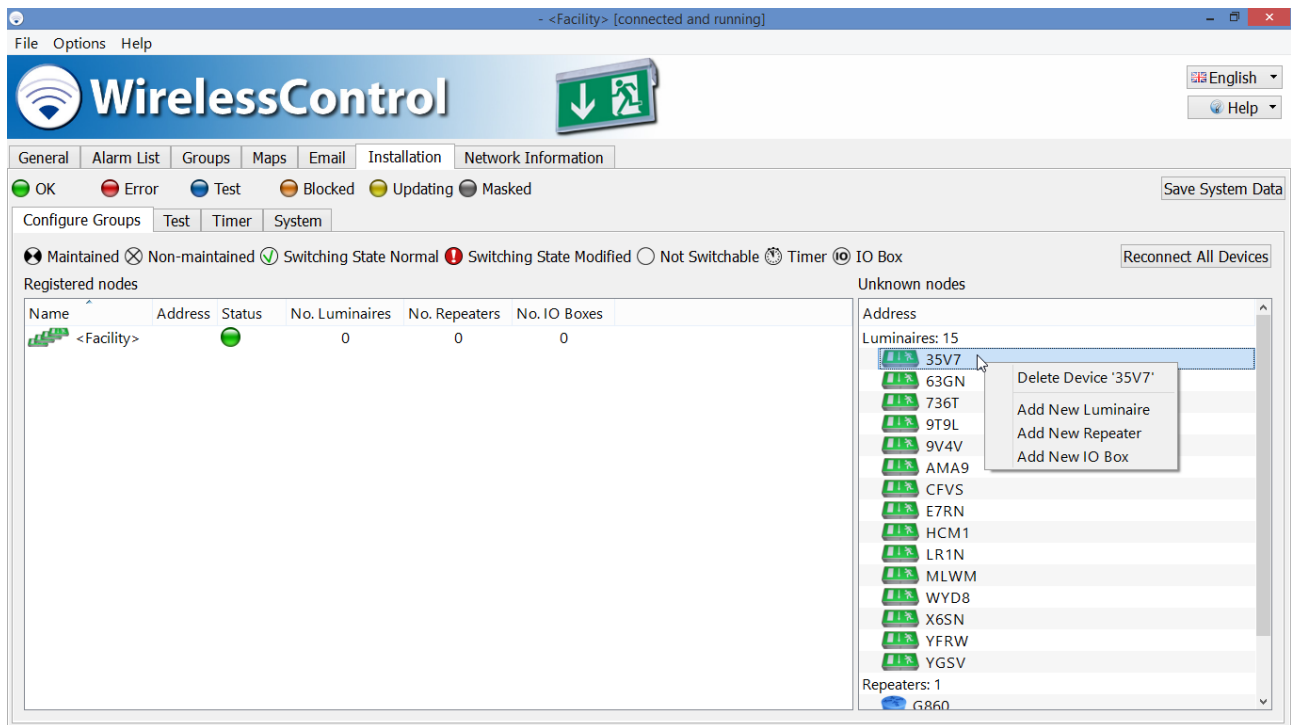 - <Facility> [connected and running]
File Options Help
WirelessControl
English
Help
General Alarm List Groups Maps Email Installation Network Information
OK Error Test Blocked Updating Masked Save System Data
Configure Groups Test Timer System
Maintained Non-maintained Switching State Normal Switching State Modified Not Switchable Timer IO IO Box Reconnect All Devices
Registered nodes Unknown nodes
Name Address Status No. Luminaires No. Repeaters No. IO Boxes Address
<Facility> 0 0 0 Luminaires: 15
35V7
63GN Delete Device '35V7'
736T Add New Luminaire
9T9L Add New Repeater
9V4V Add New IO Box
AMA9
CFVS
E7RN
HCM1
LR1N
MLWM
WYD8
X6SN
YFRW
YGSV
Repeaters: 1
G860